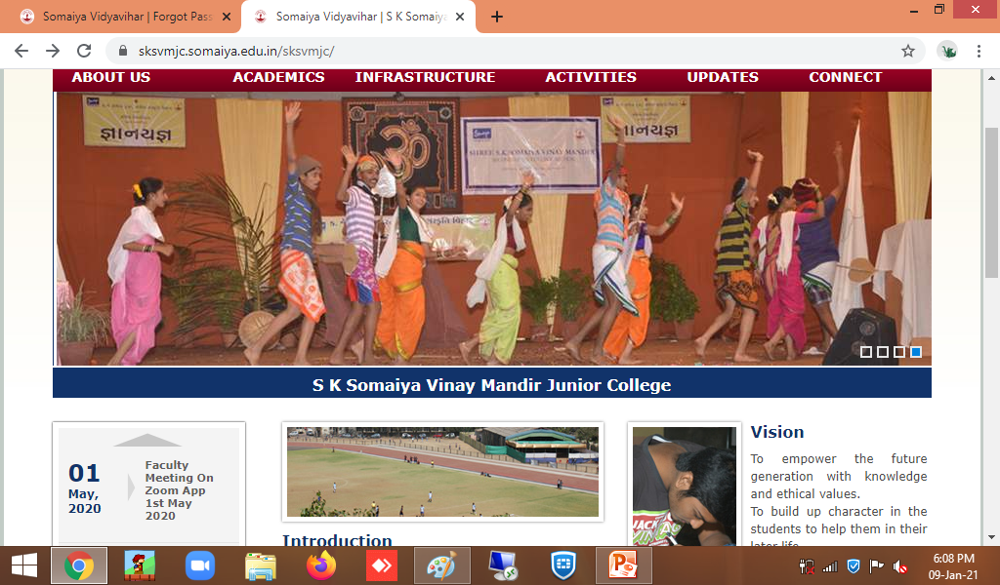 Somaiya Vidyavihar | Forgot Pass
Somaiya Vidyavihar | S K Somaiya
sksvmjc.somaiya.edu.in/sksvmjc/
ABOUT US
ACADEMICS
INFRASTRUCTURE
ACTIVITIES
UPDATES
CONNECT
ज्ञानयज्ञ
SHREE S.K.SOMAIYA VINAY MANDIR
S K Somaiya Vinay Mandir Junior College
01
May,
2020
Faculty
Meeting On
Zoom App
1st May
2020
Introduction
Vision
To empower the future
generation with knowledge
and ethical values.
To build up character in the
students to help them in their
later life
6:08 PM
09-Jan-21